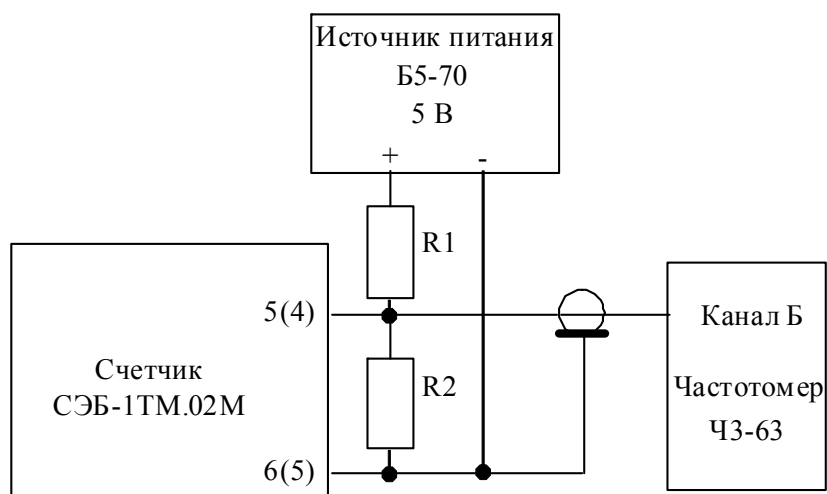 Источник питания
Б5-70
5 В
+ -
R1
5(4)
Канал Б
Счетчик
СЭБ-1ТМ.02М
R2
Частотомер
Ч3-63
6(5)